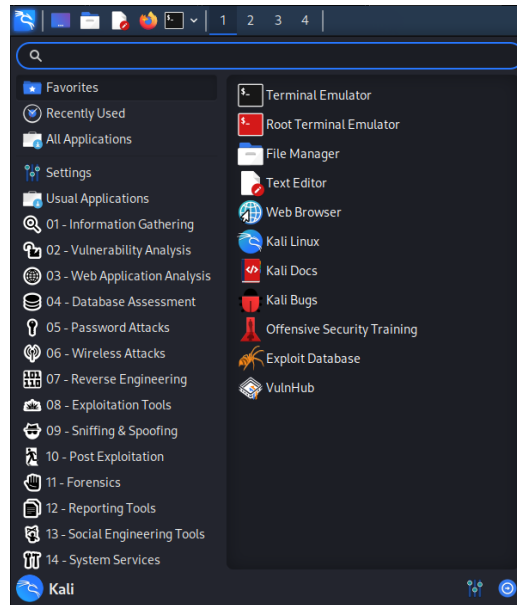 1 2 3 4
Favorites
Recently Used
All Applications
Settings
Usual Applications
01 - Information Gathering
02 - Vulnerability Analysis
03 - Web Application Analysis
04 - Database Assessment
05 - Password Attacks
06 - Wireless Attacks
07 - Reverse Engineering
08 - Exploitation Tools
09 - Sniffing & Spoofing
10 - Post Exploitation
11 - Forensics
12 - Reporting Tools
13 - Social Engineering Tools
14 - System Services
Terminal Emulator
Root Terminal Emulator
File Manager
Text Editor
Web Browser
Kali Linux
Kali Docs
Kali Bugs
Offensive Security Training
Exploit Database
VulnHub
Kali